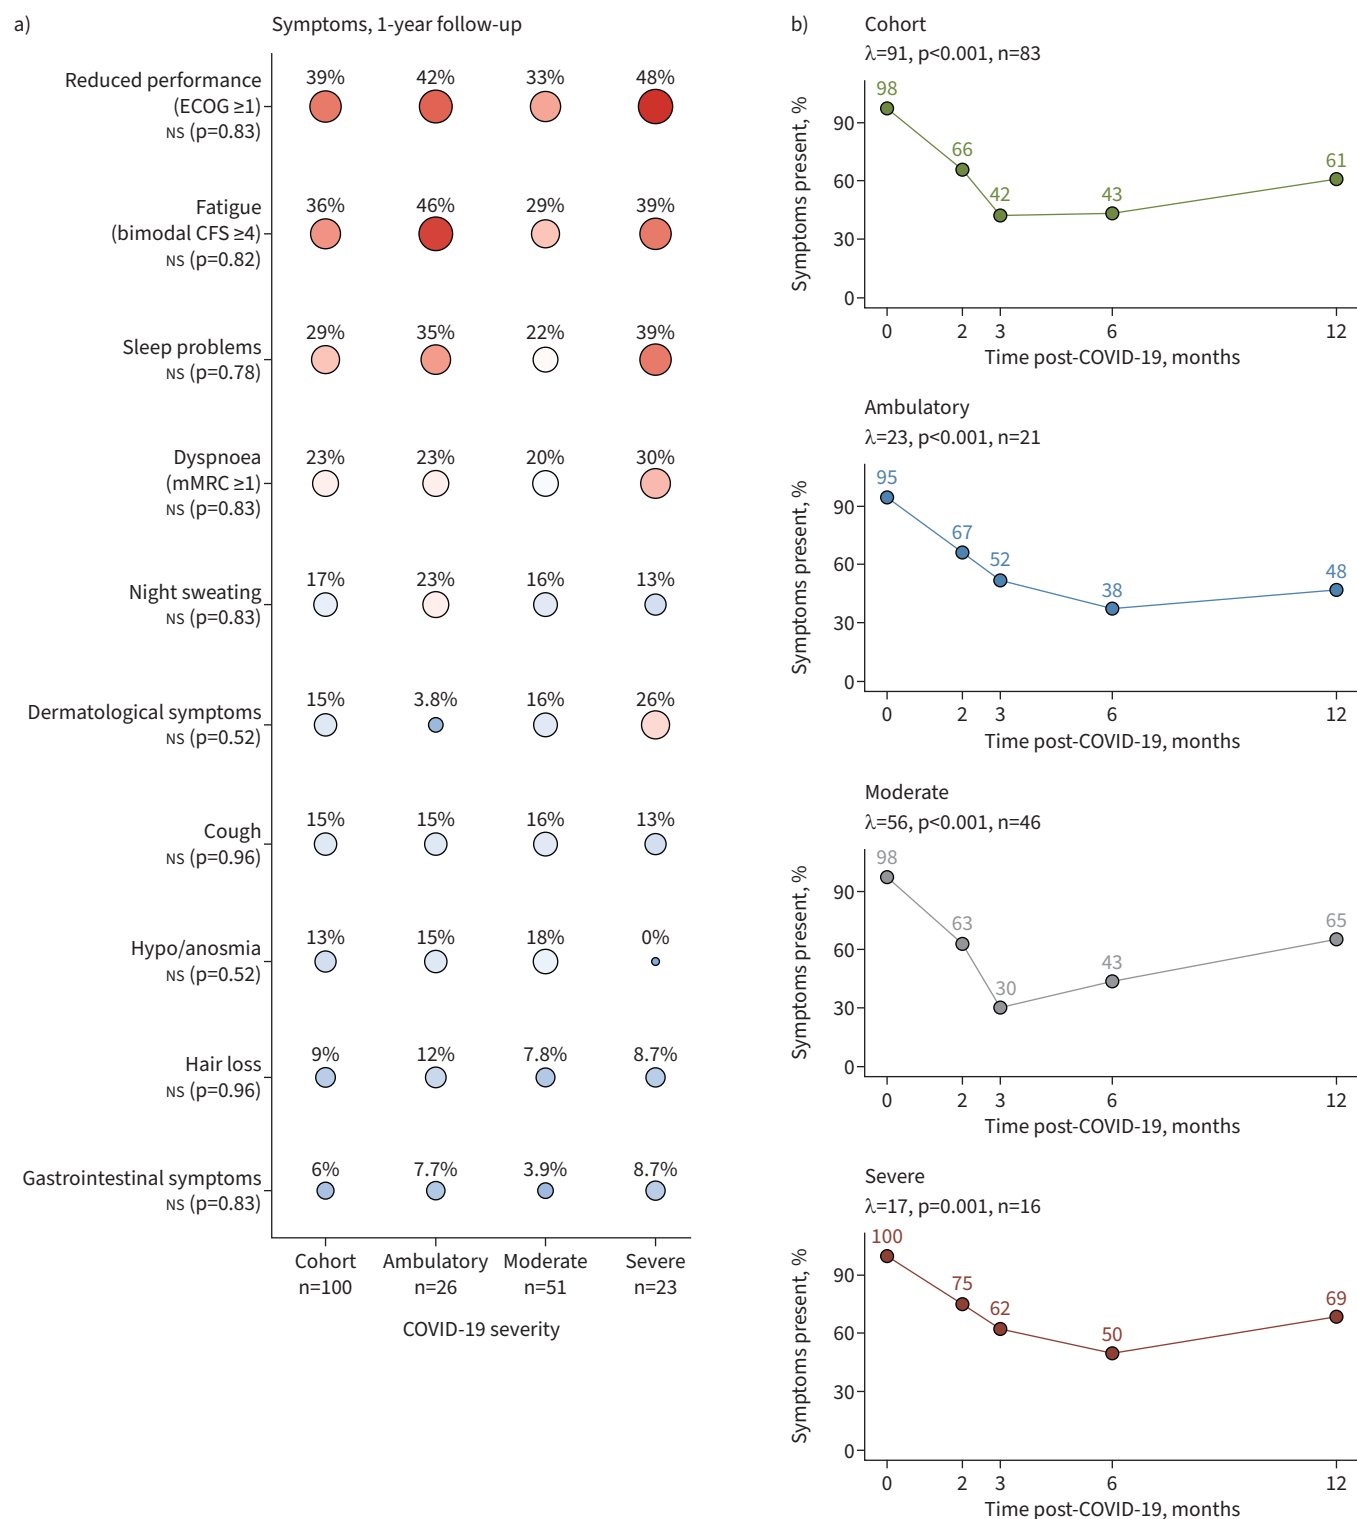 a)
Symptoms, 1-year follow-up
Reduced performance
(ECOG ≥1)
NS (p=0.83)
39% 42% 33% 48%
Fatigue
(bimodal CFS ≥4)
NS (p=0.82)
36% 46% 29% 39%
Sleep problems
NS (p=0.78)
29% 35% 22% 39%
Dyspnoea
(mMRC ≥1)
NS (p=0.83)
23% 23% 20% 30%
Night sweating
NS (p=0.83)
17% 23% 16% 13%
Dermatological symptoms
NS (p=0.52)
15% 3.8% 16% 26%
Cough
NS (p=0.96)
15% 15% 16% 13%
Hypo/anosmia
NS (p=0.52)
13% 15% 18% 0%
Hair loss
NS (p=0.96)
9% 12% 7.8% 8.7%
Gastrointestinal symptoms
NS (p=0.83)
6% 7.7% 3.9% 8.7%
Cohort Ambulatory Moderate Severe
n=100 n=26 n=51 n=23
COVID-19 severity
b)
Cohort
λ=91, p<0.001, n=83
Symptoms present, %
90
60
30
0
98 66 42 43 61
0 2 3 6 12
Time post-COVID-19, months
Ambulatory
λ=23, p<0.001, n=21
Symptoms present, %
90
60
30
0
95 67 52 38 48
0 2 3 6 12
Time post-COVID-19, months
Moderate
λ=56, p<0.001, n=46
Symptoms present, %
90
60
30
0
98 63 30 43 65
0 2 3 6 12
Time post-COVID-19, months
Severe
λ=17, p=0.001, n=16
Symptoms present, %
90
60
30
0
100 75 62 50 69
0 2 3 6 12
Time post-COVID-19, months